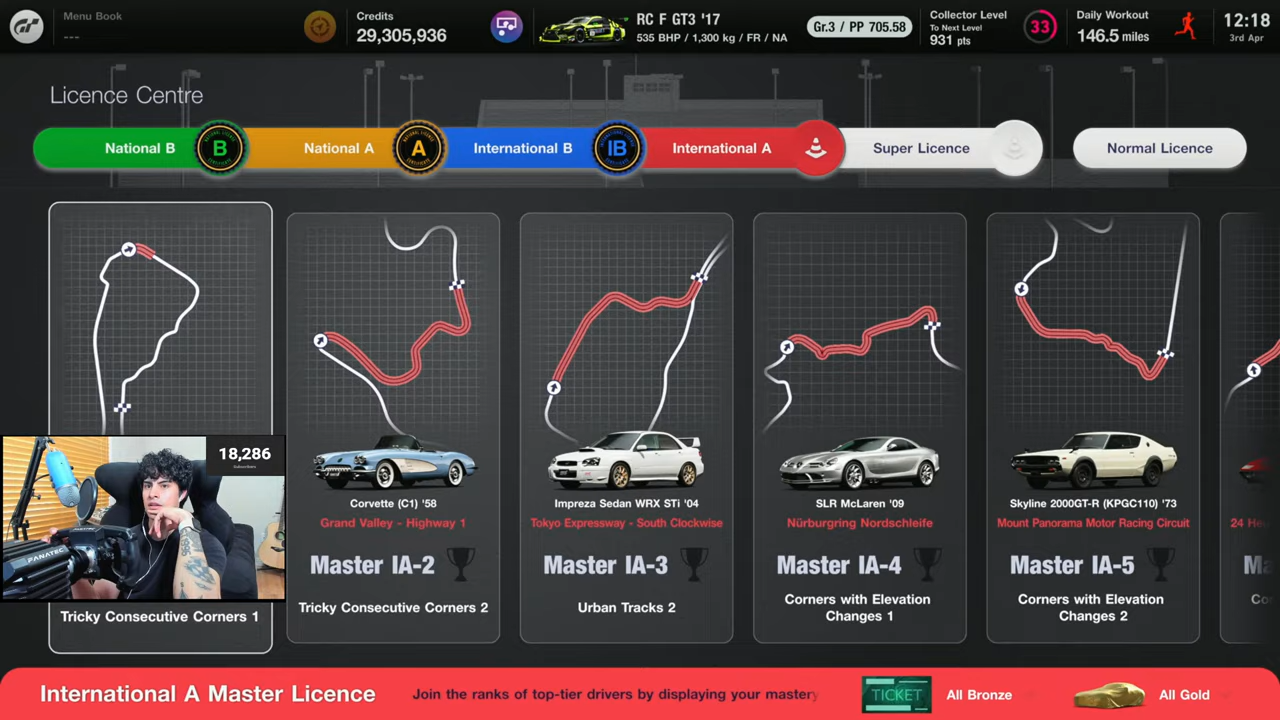 Menu Book
---
Credits
29,305,936
RC F GT3 '17
535 BHP / 1,300 kg / FR / NA
Gr.3 / PP 705.58
Collector Level
To Next Level
931 pts
33
Daily Workout
146.5 miles
12:18
3rd Apr
Licence Centre
National B
B
National A
A
International B
IB
International A
Super Licence
Normal Licence
Corvette (C1) '58
Grand Valley - Highway 1
Master IA-2
Tricky Consecutive Corners 2
Impreza Sedan WRX STi '04
Tokyo Expressway - South Clockwise
Master IA-3
Urban Tracks 2
SLR McLaren '09
Nürburgring Nordschleife
Master IA-4
Corners with Elevation
Changes 1
Skyline 2000GT-R (KPGC110) '73
Mount Panorama Motor Racing Circuit
Master IA-5
Corners with Elevation
Changes 2
24 He
Ma
Co
18,286
Subscribers
FANATEC
Tricky Consecutive Corners 1
International A Master Licence
Join the ranks of top-tier drivers by displaying your mastery
TICKET
All Bronze
All Gold